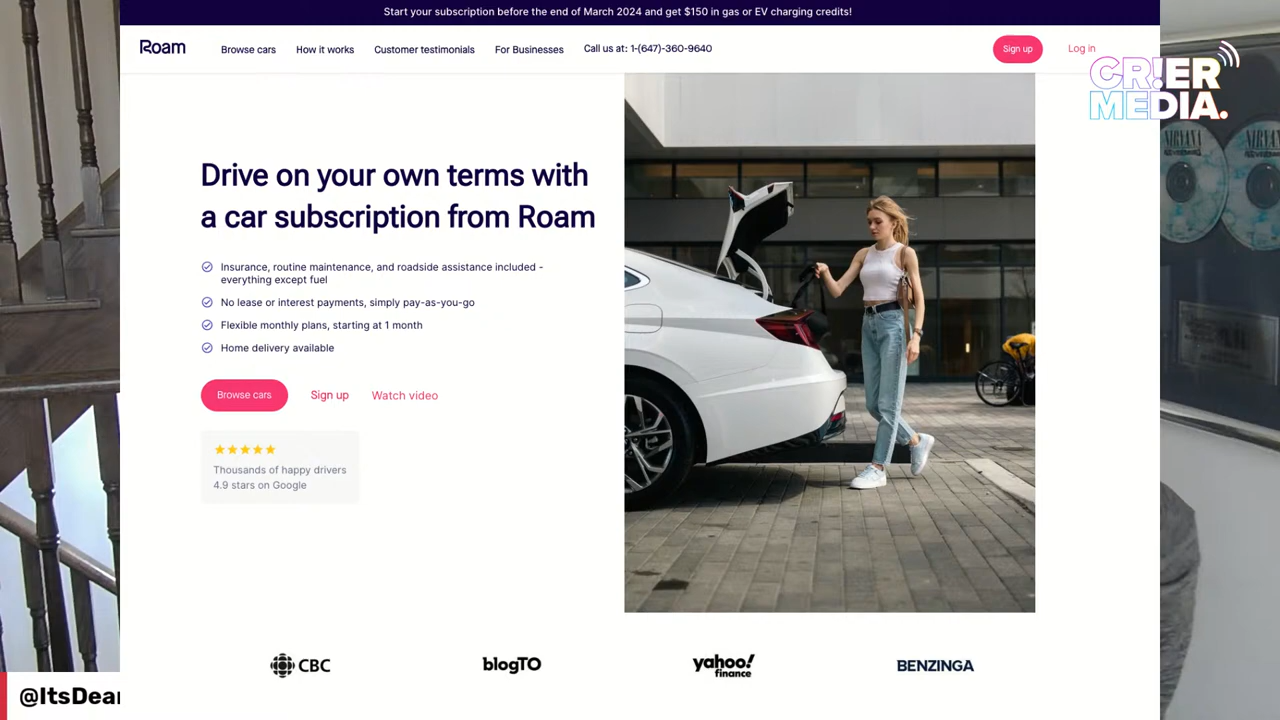 Start your subscription before the end of March 2024 and get $150 in gas or EV charging credits!
Roam
Browse cars
How it works
Customer testimonials
For Businesses
Call us at: 1-(647)-360-9640
Sign up
Log in
CR!ER
MEDIA.
NIRVANA
NIRVANA
Drive on your own terms with
a car subscription from Roam
Insurance, routine maintenance, and roadside assistance included -
everything except fuel
No lease or interest payments, simply pay-as-you-go
Flexible monthly plans, starting at 1 month
Home delivery available
Browse cars
Sign up
Watch video
Thousands of happy drivers
4.9 stars on Google
CBC
blogTO
yahoo!
finance
BENZINGA
@ItsDea